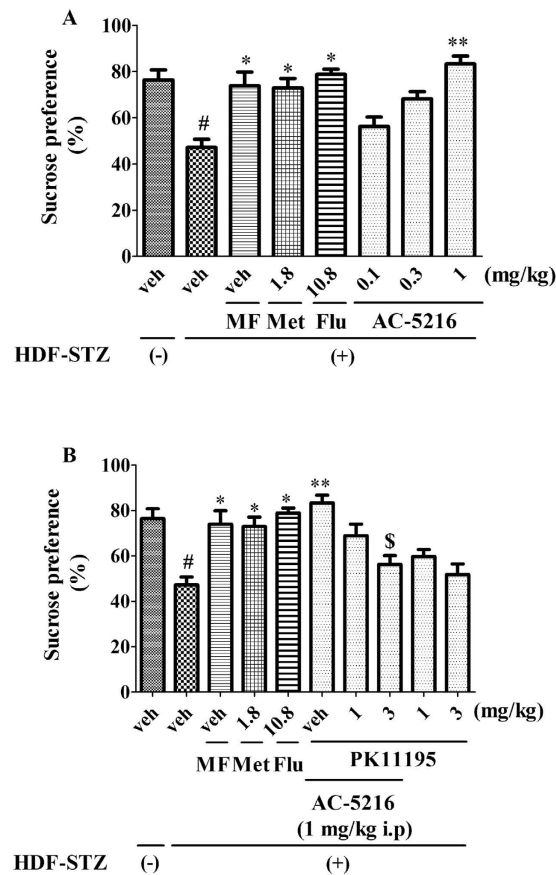 A
Sucrose preference
(%)
100
80
60
40
20
0
#
*
*
*
**
veh
veh
veh
1.8
10.8
0.1
0.3
1
(mg/kg)
MF
Met
Flu
AC-5216
HDF-STZ
(-)
(+)
B
Sucrose preference
(%)
100
80
60
40
20
0
#
*
*
*
**
$
veh
veh
veh
1.8
10.8
veh
1
3
1
3
(mg/kg)
MF
Met
Flu
PK11195
AC-5216
(1 mg/kg i.p)
HDF-STZ
(-)
(+)